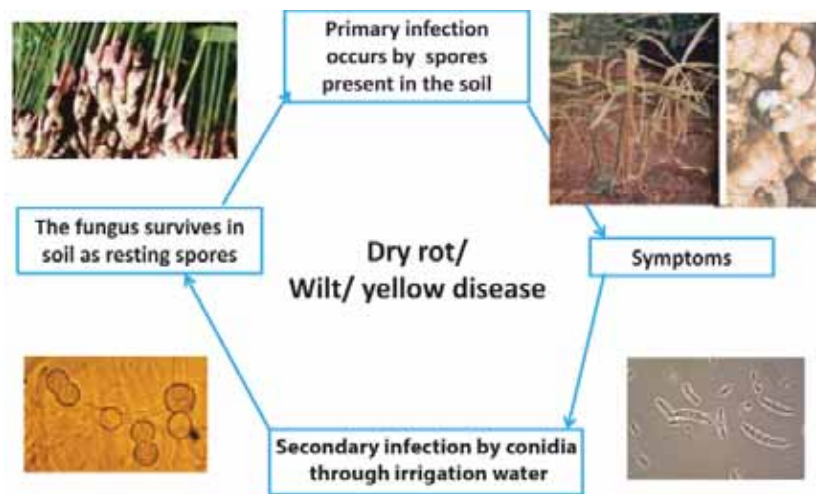 Primary infection
occurs by spores
present in the soil
The fungus survives in
soil as resting spores
Dry rot/
Wilt/ yellow disease
Symptoms
Secondary infection by conidia
through irrigation water